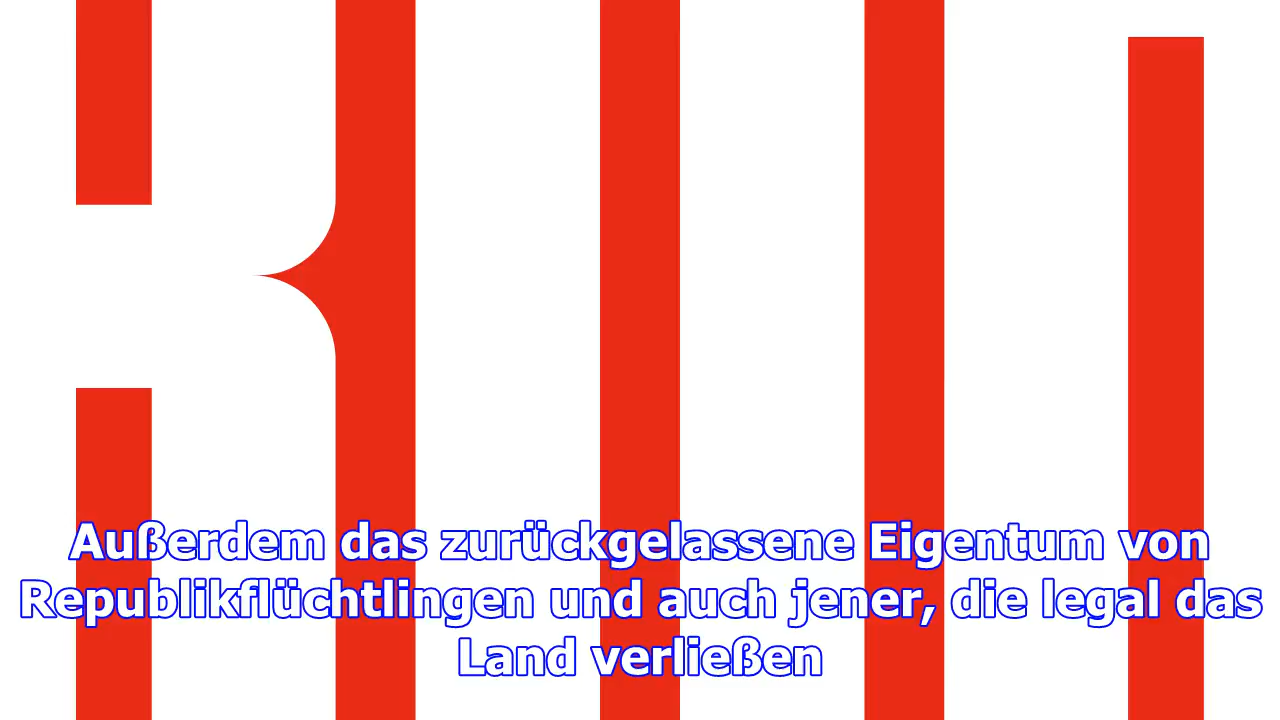 Außerdem das zurückgelassene Eigentum von
Republikflüchtlingen und auch jener, die legal das
Land verließen